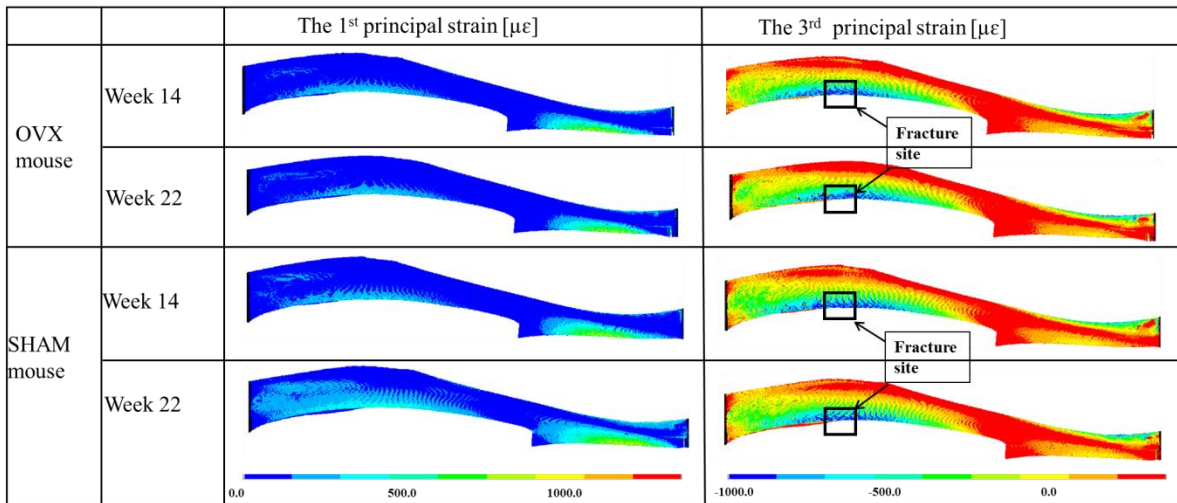 The 1st principal strain [µε]
The 3rd principal strain [µε]
OVX
mouse
Week 14
Fracture
site
Week 22
SHAM
mouse
Week 14
Fracture
site
Week 22
0.0 500.0 1000.0
-1000.0 -500.0 0.0